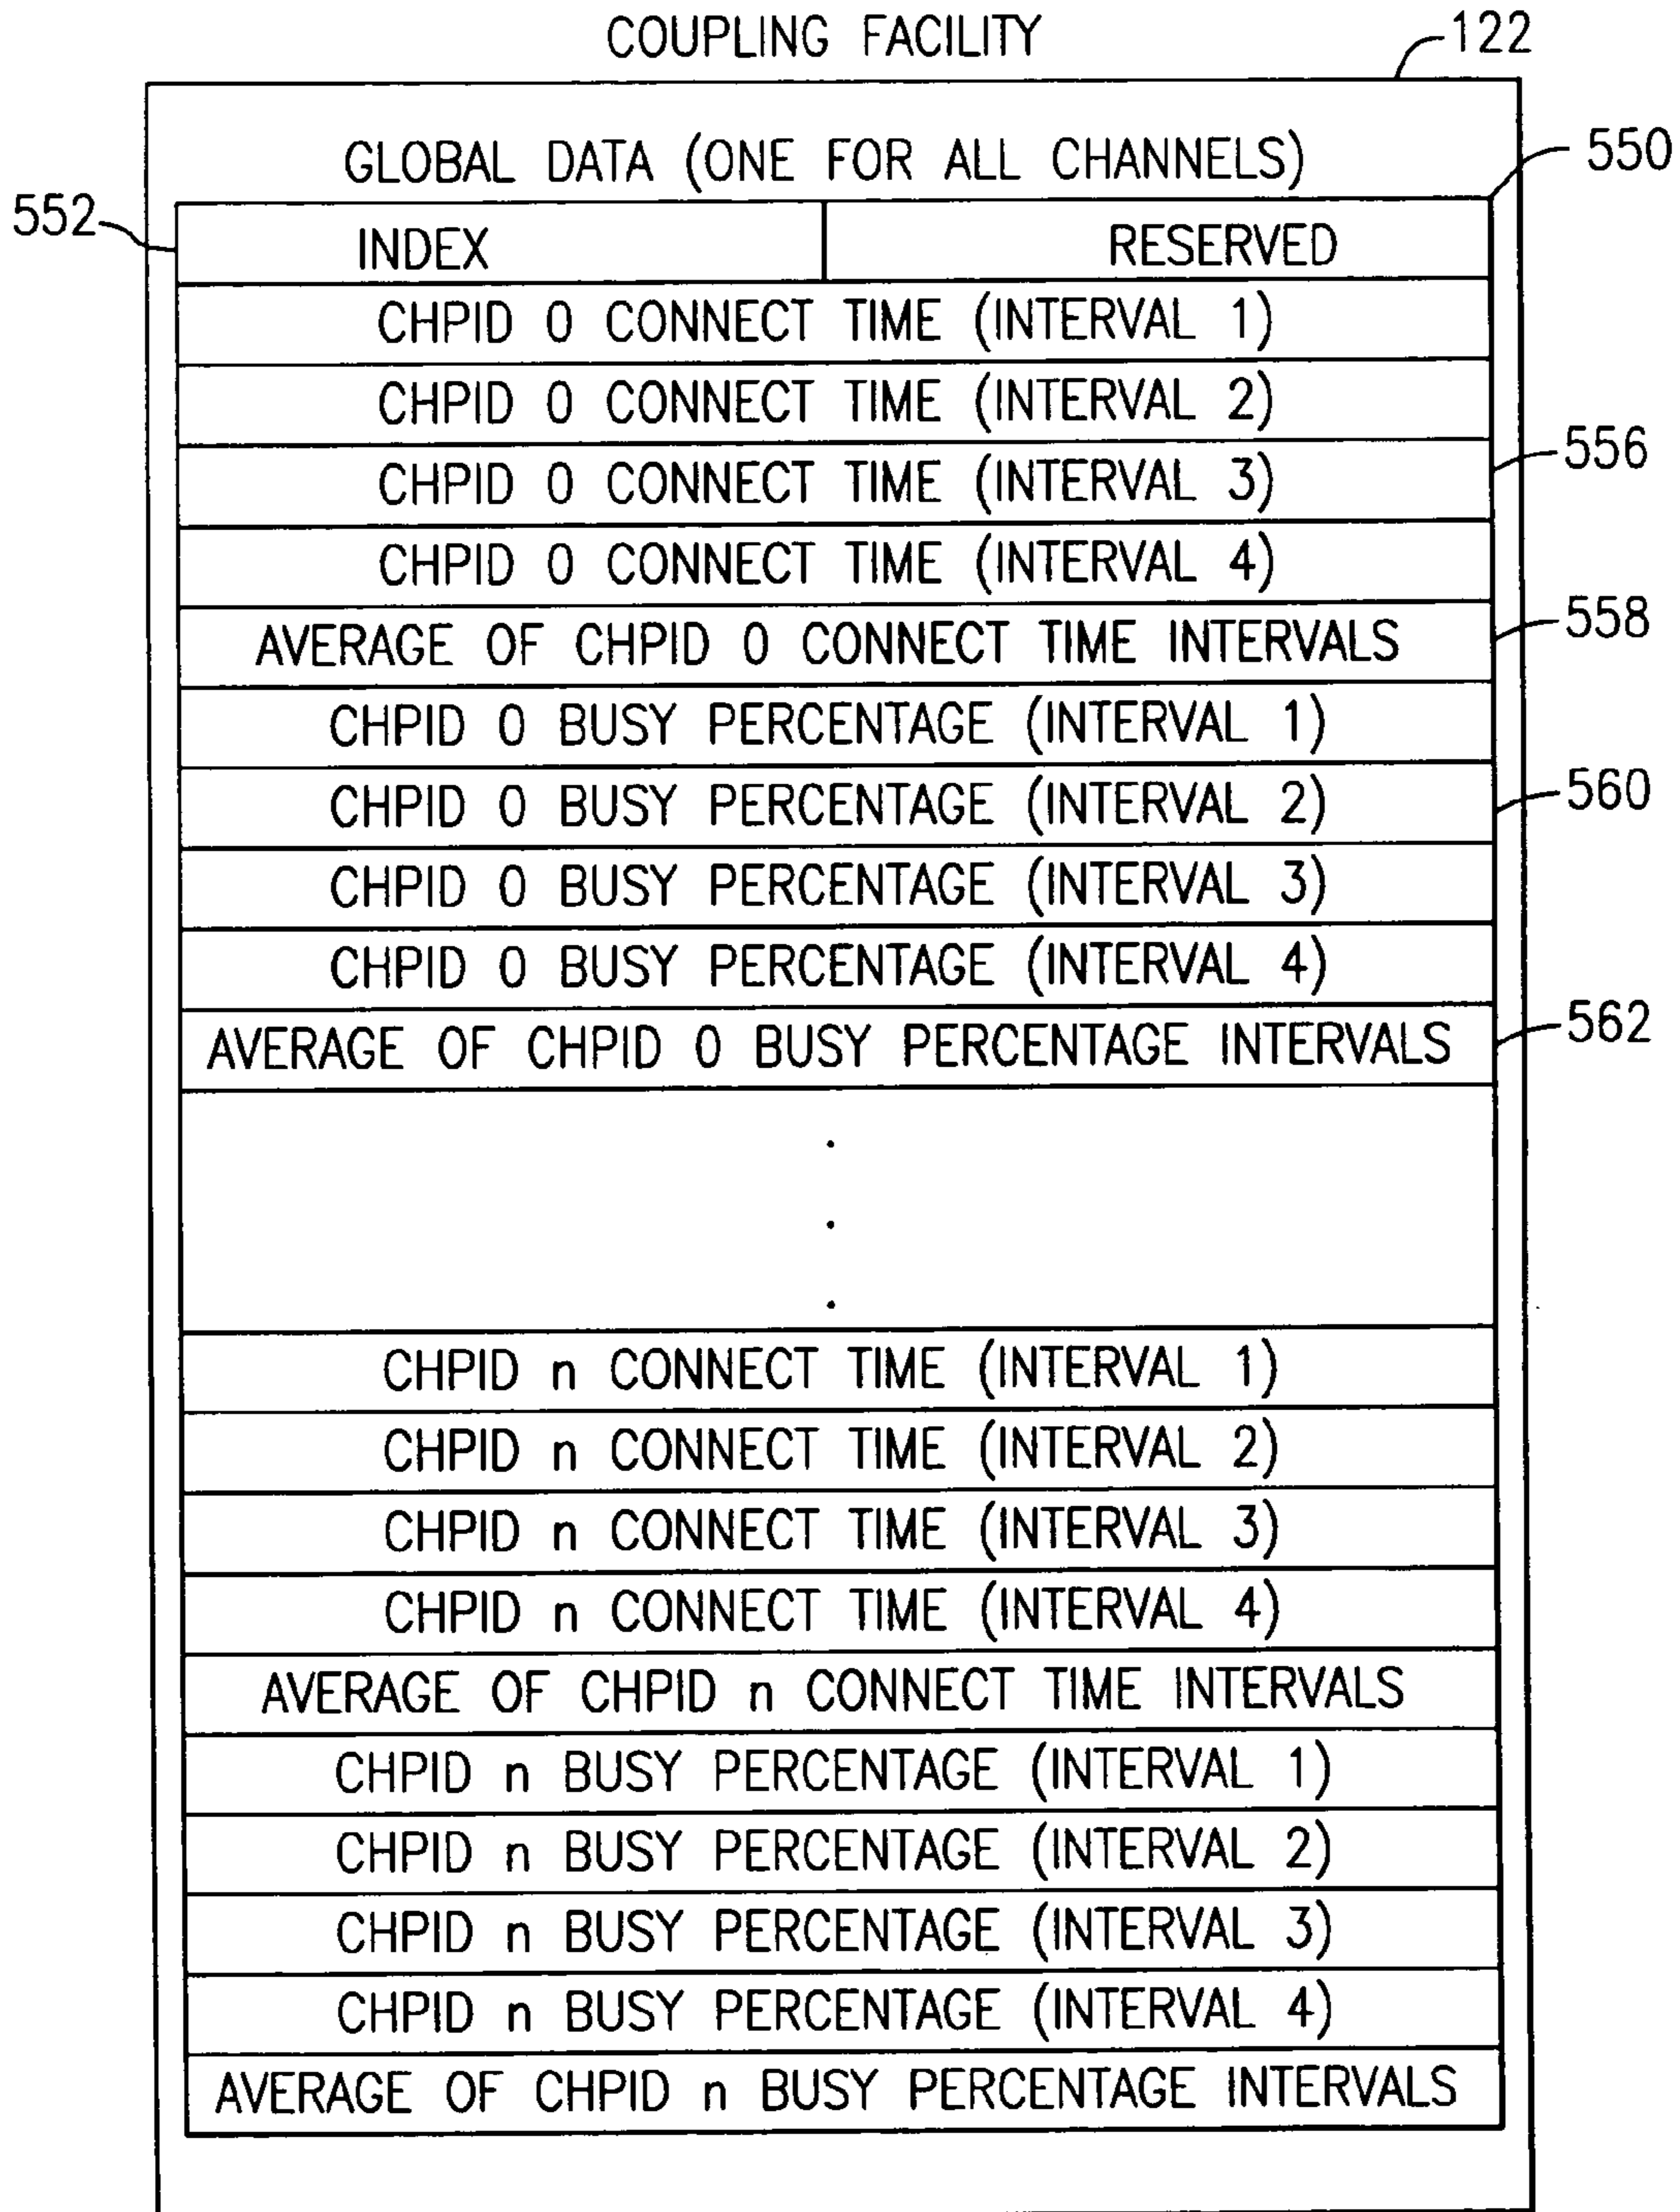 COUPLING FACILITY
122
GLOBAL DATA (ONE FOR ALL CHANNELS)
550
552
INDEX RESERVED
CHPID 0 CONNECT TIME (INTERVAL 1)
CHPID 0 CONNECT TIME (INTERVAL 2)
CHPID 0 CONNECT TIME (INTERVAL 3)
556
CHPID 0 CONNECT TIME (INTERVAL 4)
AVERAGE OF CHPID 0 CONNECT TIME INTERVALS
558
CHPID 0 BUSY PERCENTAGE (INTERVAL 1)
CHPID 0 BUSY PERCENTAGE (INTERVAL 2)
560
CHPID 0 BUSY PERCENTAGE (INTERVAL 3)
CHPID 0 BUSY PERCENTAGE (INTERVAL 4)
AVERAGE OF CHPID 0 BUSY PERCENTAGE INTERVALS
562
.
.
.
CHPID n CONNECT TIME (INTERVAL 1)
CHPID n CONNECT TIME (INTERVAL 2)
CHPID n CONNECT TIME (INTERVAL 3)
CHPID n CONNECT TIME (INTERVAL 4)
AVERAGE OF CHPID n CONNECT TIME INTERVALS
CHPID n BUSY PERCENTAGE (INTERVAL 1)
CHPID n BUSY PERCENTAGE (INTERVAL 2)
CHPID n BUSY PERCENTAGE (INTERVAL 3)
CHPID n BUSY PERCENTAGE (INTERVAL 4)
AVERAGE OF CHPID n BUSY PERCENTAGE INTERVALS